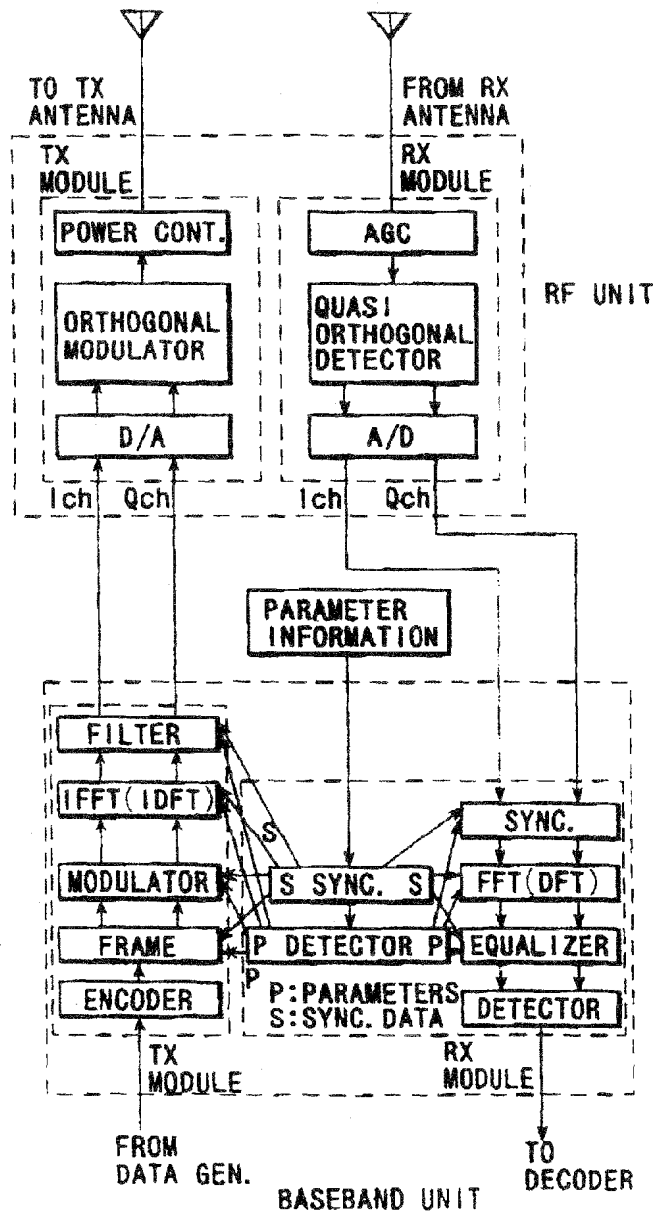 TO TX
ANTENNA
FROM RX
ANTENNA
TX
MODULE
RX
MODULE
POWER CONT.
AGC
RF UNIT
ORTHOGONAL
MODULATOR
QUASI
ORTHOGONAL
DETECTOR
D/A
A/D
Ich Qch
Ich Qch
PARAMETER
INFORMATION
FILTER
IFFT(IDFT)
S
SYNC.
MODULATOR
S SYNC. S
FFT(DFT)
FRAME
P DETECTOR P
EQUALIZER
P
ENCODER
P:PARAMETERS
S:SYNC. DATA
DETECTOR
TX
MODULE
RX
MODULE
FROM
DATA GEN.
TO
DECODER
BASEBAND UNIT